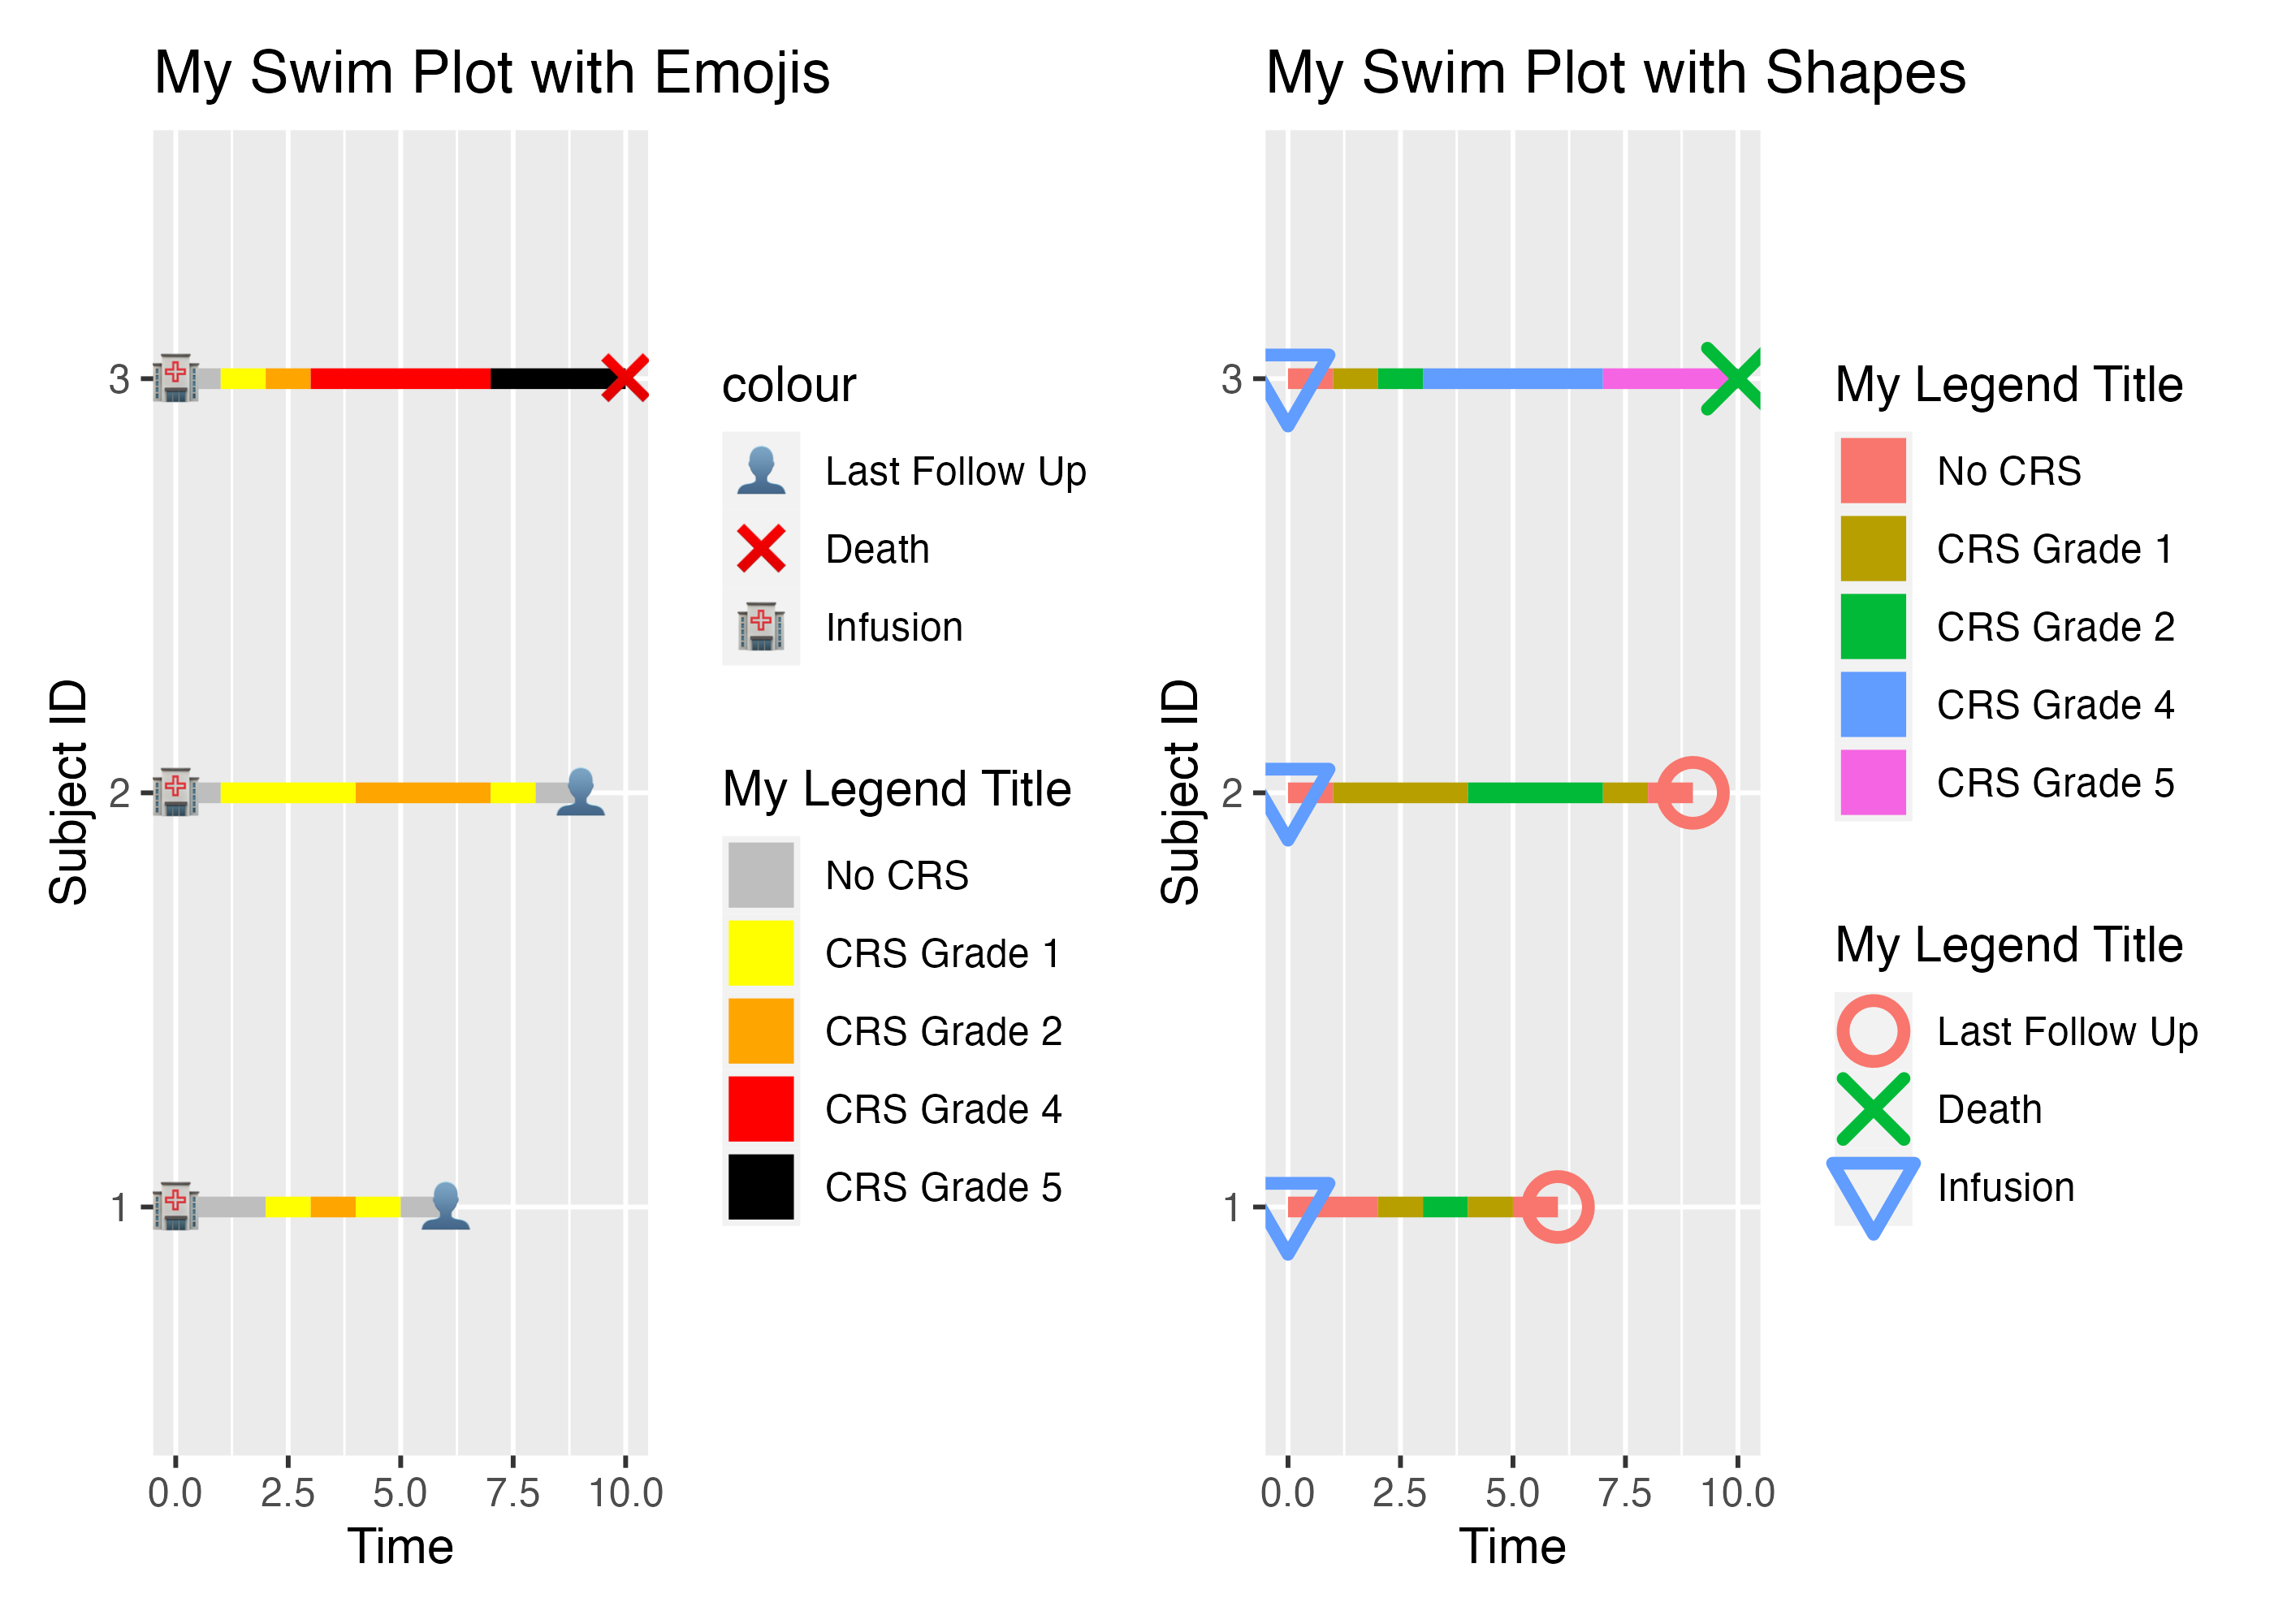 My Swim Plot with Emojis
Subject ID
3
2
1
0.0 2.5 5.0 7.5 10.0
Time
colour
Last Follow Up
Death
Infusion
My Legend Title
No CRS
CRS Grade 1
CRS Grade 2
CRS Grade 4
CRS Grade 5
My Swim Plot with Shapes
Subject ID
3
2
1
0.0 2.5 5.0 7.5 10.0
Time
My Legend Title
No CRS
CRS Grade 1
CRS Grade 2
CRS Grade 4
CRS Grade 5
My Legend Title
Last Follow Up
Death
Infusion